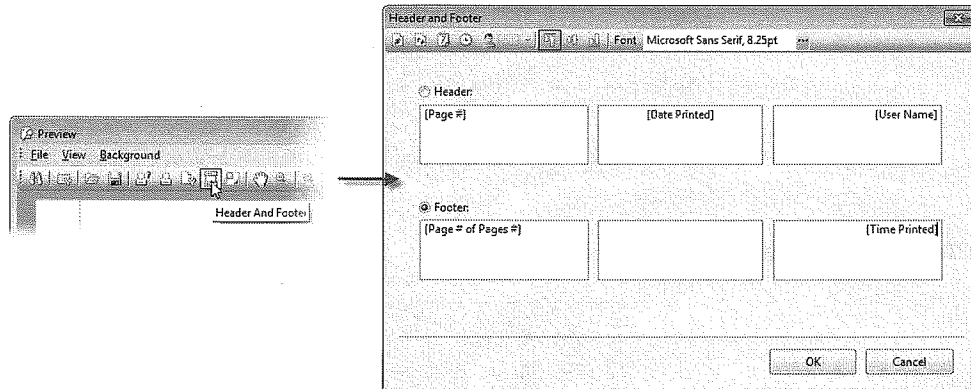 Preview
File View Background
Header And Footer
Header and Footer
Font Microsoft Sans Serif, 8.25pt
Header:
[Page #]
[Date Printed]
[User Name]
Footer:
[Page # of Pages #]
[Time Printed]
OK
Cancel